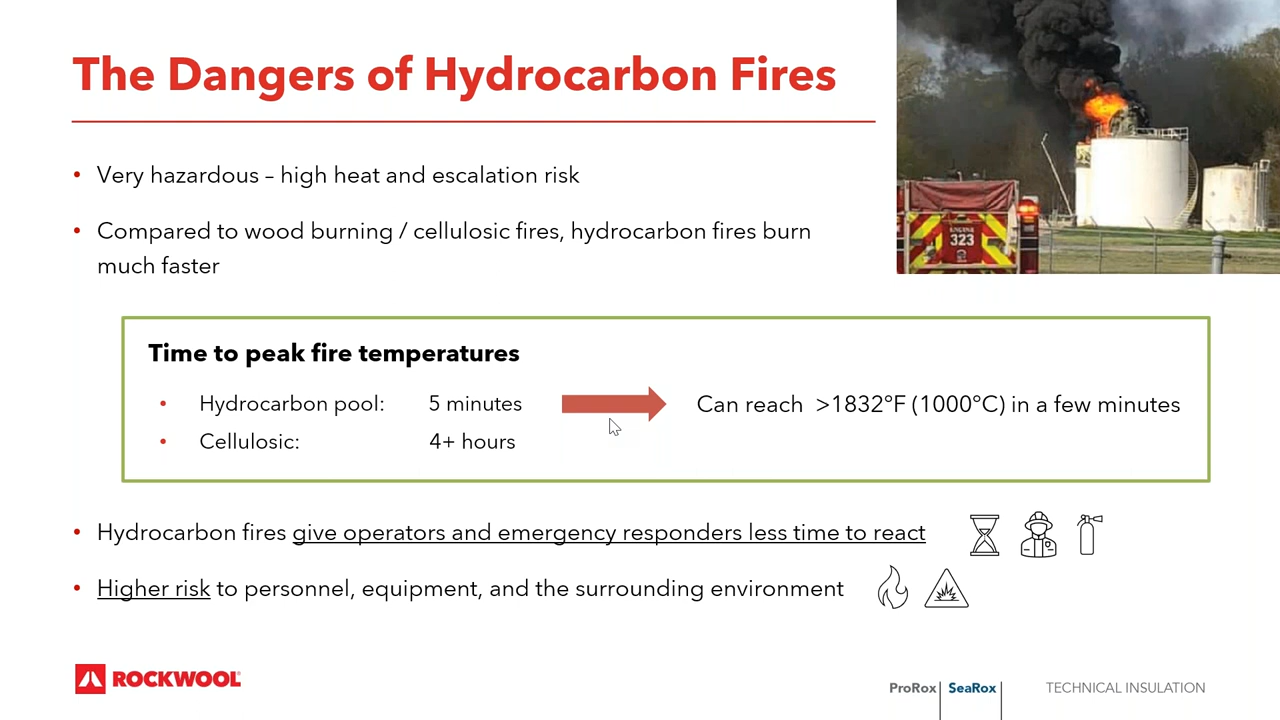 The Dangers of Hydrocarbon Fires
• Very hazardous – high heat and escalation risk
• Compared to wood burning / cellulosic fires, hydrocarbon fires burn
much faster
ENGINE
323
Time to peak fire temperatures
• Hydrocarbon pool: 5 minutes Can reach >1832°F (1000°C) in a few minutes
• Cellulosic: 4+ hours
• Hydrocarbon fires give operators and emergency responders less time to react
• Higher risk to personnel, equipment, and the surrounding environment
ROCKWOOL
ProRox SeaRox TECHNICAL INSULATION